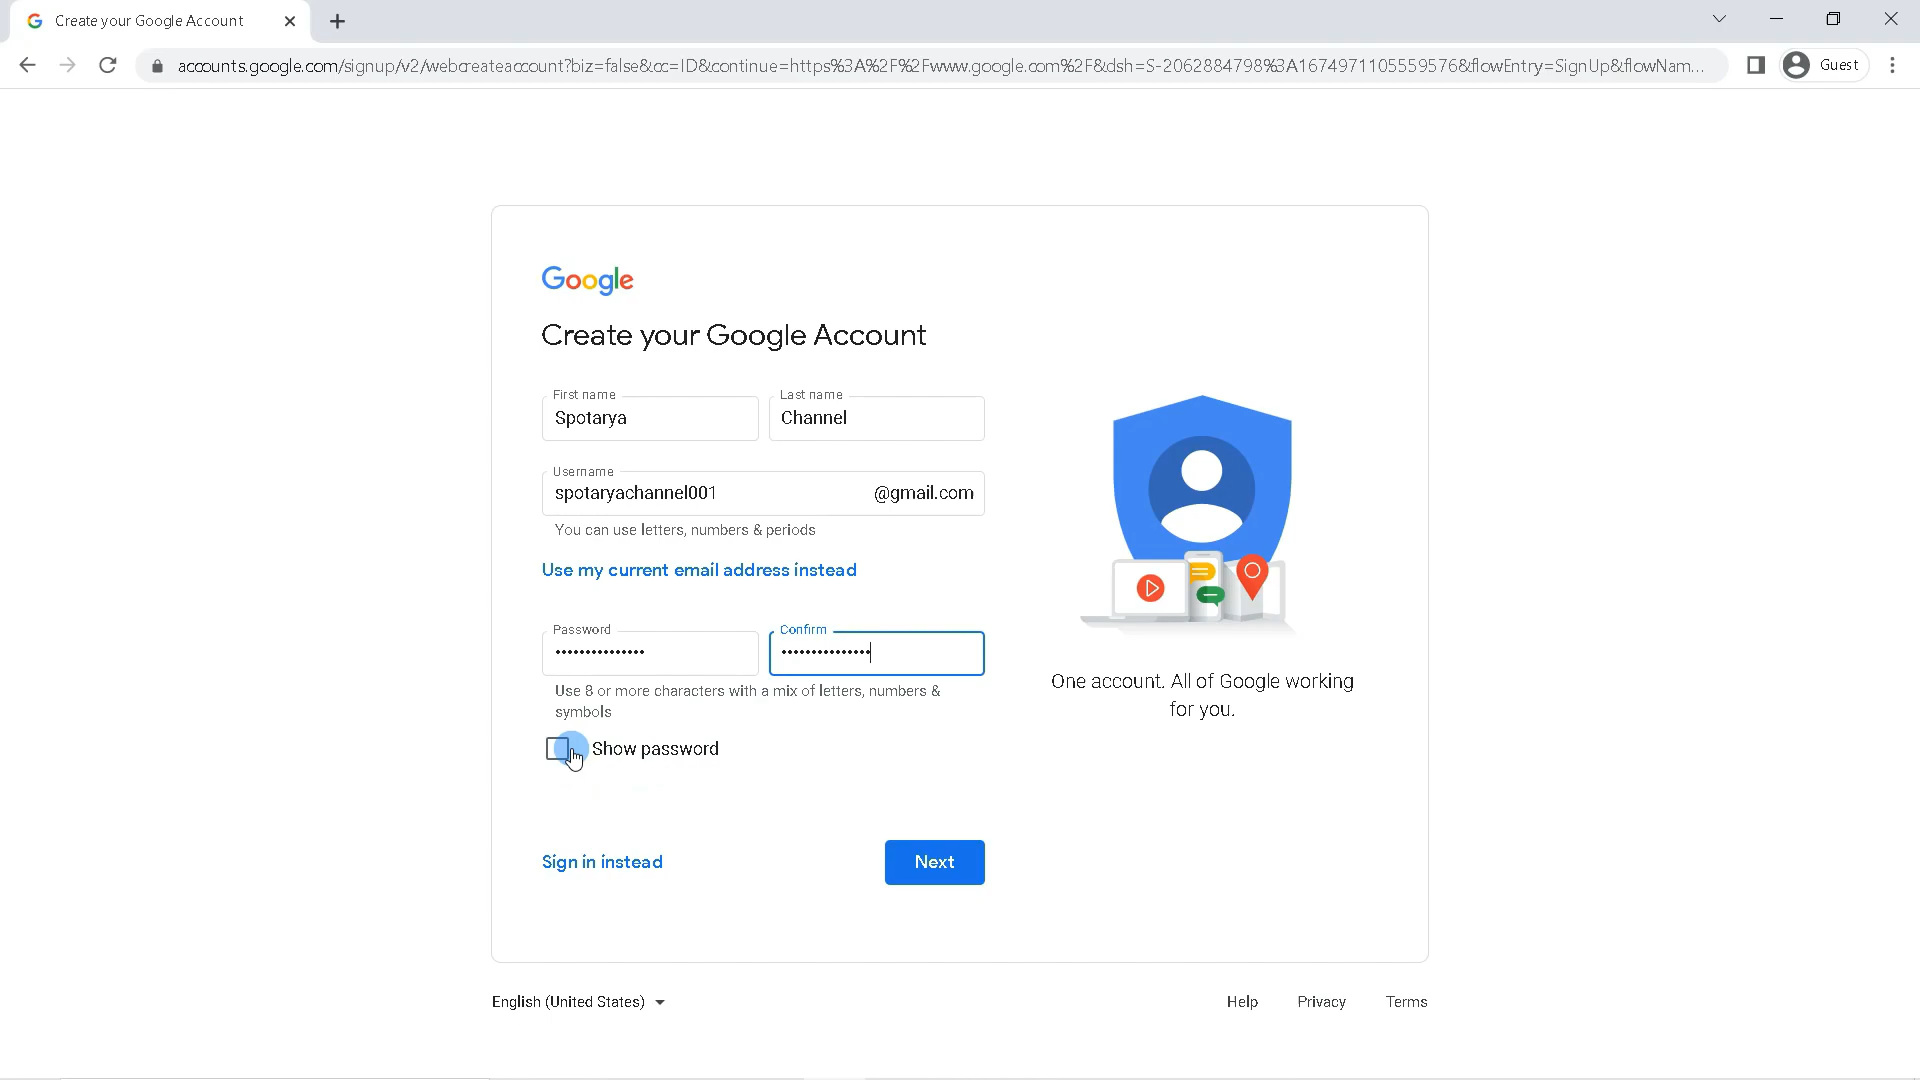 Create your Google Account
accounts.google.com/signup/v2/webcreateaccount?biz=false&cc=ID&continue=https%3A%2F%2Fwww.google.com%2F&dsh=S-2062884798%3A1674971105559576&flowEntry=SignUp&flowNam...
Guest
Google
Create your Google Account
First name
Last name
Spotarya
Channel
Username
spotaryachannel001
@gmail.com
You can use letters, numbers & periods
Use my current email address instead
Password
Confirm
•••••••••••••••
•••••••••••••••
Use 8 or more characters with a mix of letters, numbers &
symbols
Show password
One account. All of Google working
for you.
Sign in instead
Next
English (United States)
Help
Privacy
Terms